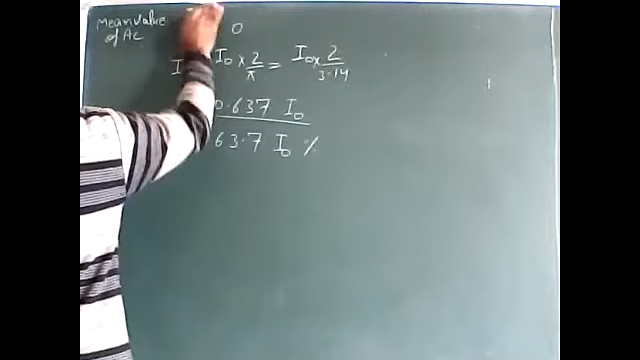 Mean value
of AC
0
I I₀ × 2/π = I₀ × 2/3.14
0.637 I₀
63.7 I₀ %